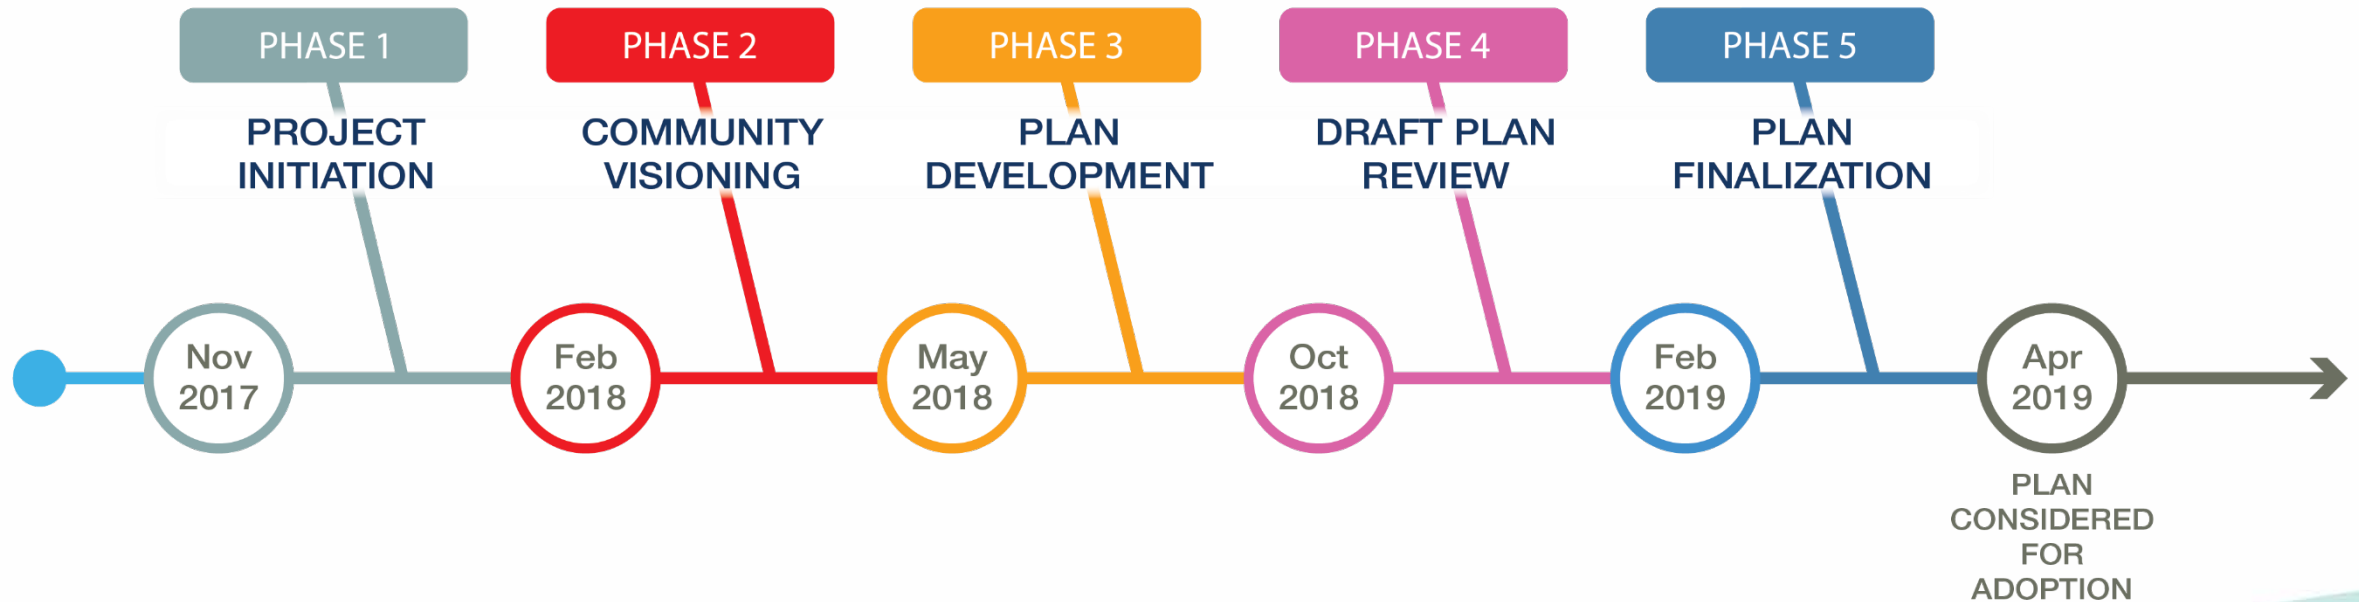 PHASE 1
PHASE 2
PHASE 3
PHASE 4
PHASE 5
PROJECT
INITIATION
COMMUNITY
VISIONING
PLAN
DEVELOPMENT
DRAFT PLAN
REVIEW
PLAN
FINALIZATION
Nov
2017
Feb
2018
May
2018
Oct
2018
Feb
2019
Apr
2019
PLAN
CONSIDERED
FOR
ADOPTION